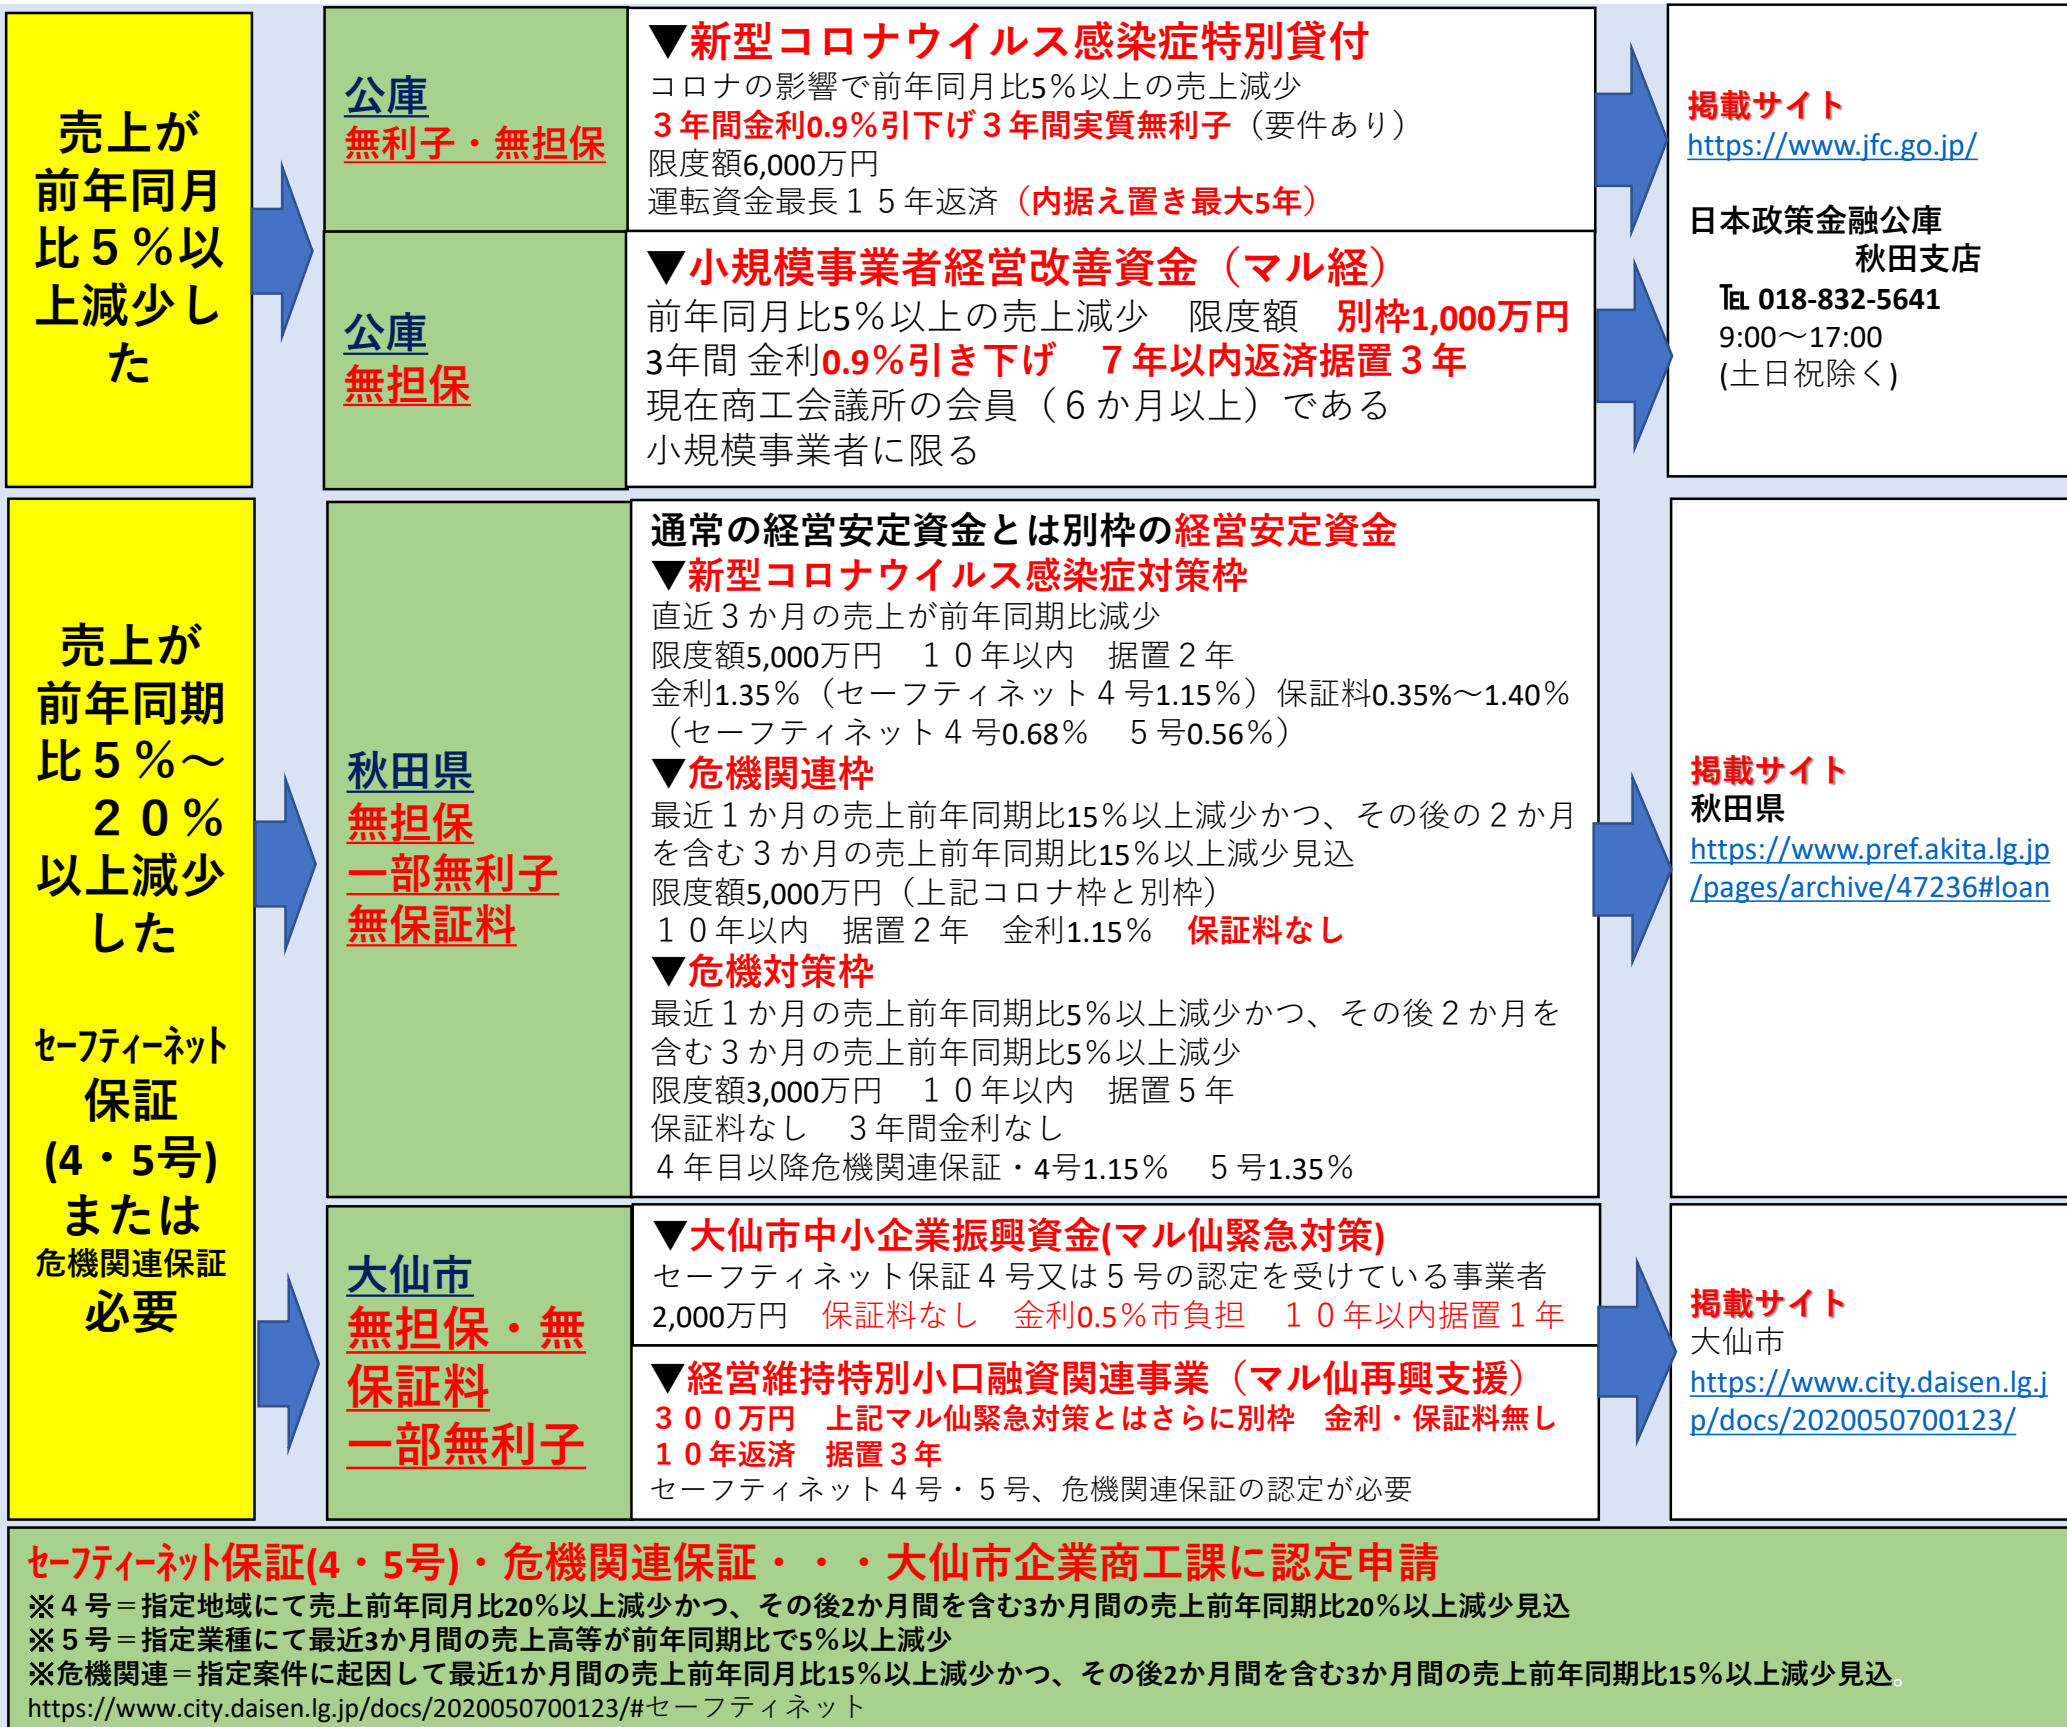 売上が
前年同月
比５％以
上減少し
た
公庫
無利子・無担保
▼新型コロナウイルス感染症特別貸付
コロナの影響で前年同月比5％以上の売上減少
３年間金利0.9％引下げ３年間実質無利子（要件あり）
限度額6,000万円
運転資金最長１５年返済（内据え置き最大5年）
公庫
無担保
▼小規模事業者経営改善資金（マル経）
前年同月比5％以上の売上減少　限度額　別枠1,000万円
3年間 金利0.9％引き下げ　７年以内返済据置３年
現在商工会議所の会員（６か月以上）である
小規模事業者に限る
掲載サイト
https://www.jfc.go.jp/
日本政策金融公庫
秋田支店
℡ 018-832-5641
9:00～17:00
(土日祝除く)
売上が
前年同期
比５％～
２０％
以上減少
した
ｾｰﾌﾃｨｰﾈｯﾄ
保証
(4・5号)
または
危機関連保証
必要
秋田県
無担保
一部無利子
無保証料
通常の経営安定資金とは別枠の経営安定資金
▼新型コロナウイルス感染症対策枠
直近３か月の売上が前年同期比減少
限度額5,000万円　１０年以内　据置２年
金利1.35％（セーフティネット４号1.15％）保証料0.35%～1.40％
（セーフティネット４号0.68％　５号0.56％）
▼危機関連枠
最近１か月の売上前年同期比15％以上減少かつ、その後の２か月
を含む３か月の売上前年同期比15％以上減少見込
限度額5,000万円（上記コロナ枠と別枠）
１０年以内　据置２年　金利1.15％　保証料なし
▼危機対策枠
最近１か月の売上前年同期比5％以上減少かつ、その後２か月を
含む３か月の売上前年同期比5％以上減少
限度額3,000万円　１０年以内　据置５年
保証料なし　３年間金利なし
４年目以降危機関連保証・4号1.15％　５号1.35％
掲載サイト
秋田県
https://www.pref.akita.lg.jp
/pages/archive/47236#loan
大仙市
無担保・無
保証料
一部無利子
▼大仙市中小企業振興資金(マル仙緊急対策)
セーフティネット保証４号又は５号の認定を受けている事業者
2,000万円　保証料なし　金利0.5％市負担　１０年以内据置１年
▼経営維持特別小口融資関連事業（マル仙再興支援）
３００万円　上記マル仙緊急対策とはさらに別枠　金利・保証料無し
１０年返済　据置３年
セーフティネット４号・５号、危機関連保証の認定が必要
掲載サイト
大仙市
https://www.city.daisen.lg.j
p/docs/2020050700123/
ｾｰﾌﾃｨｰﾈｯﾄ保証(4・5号)・危機関連保証・・・大仙市企業商工課に認定申請
※４号＝指定地域にて売上前年同月比20％以上減少かつ、その後2か月間を含む3か月間の売上前年同期比20％以上減少見込
※５号＝指定業種にて最近3か月間の売上高等が前年同期比で5％以上減少
※危機関連＝指定案件に起因して最近1か月間の売上前年同月比15％以上減少かつ、その後2か月間を含む3か月間の売上前年同期比15％以上減少見込。
https://www.city.daisen.lg.jp/docs/2020050700123/#セーフティネット